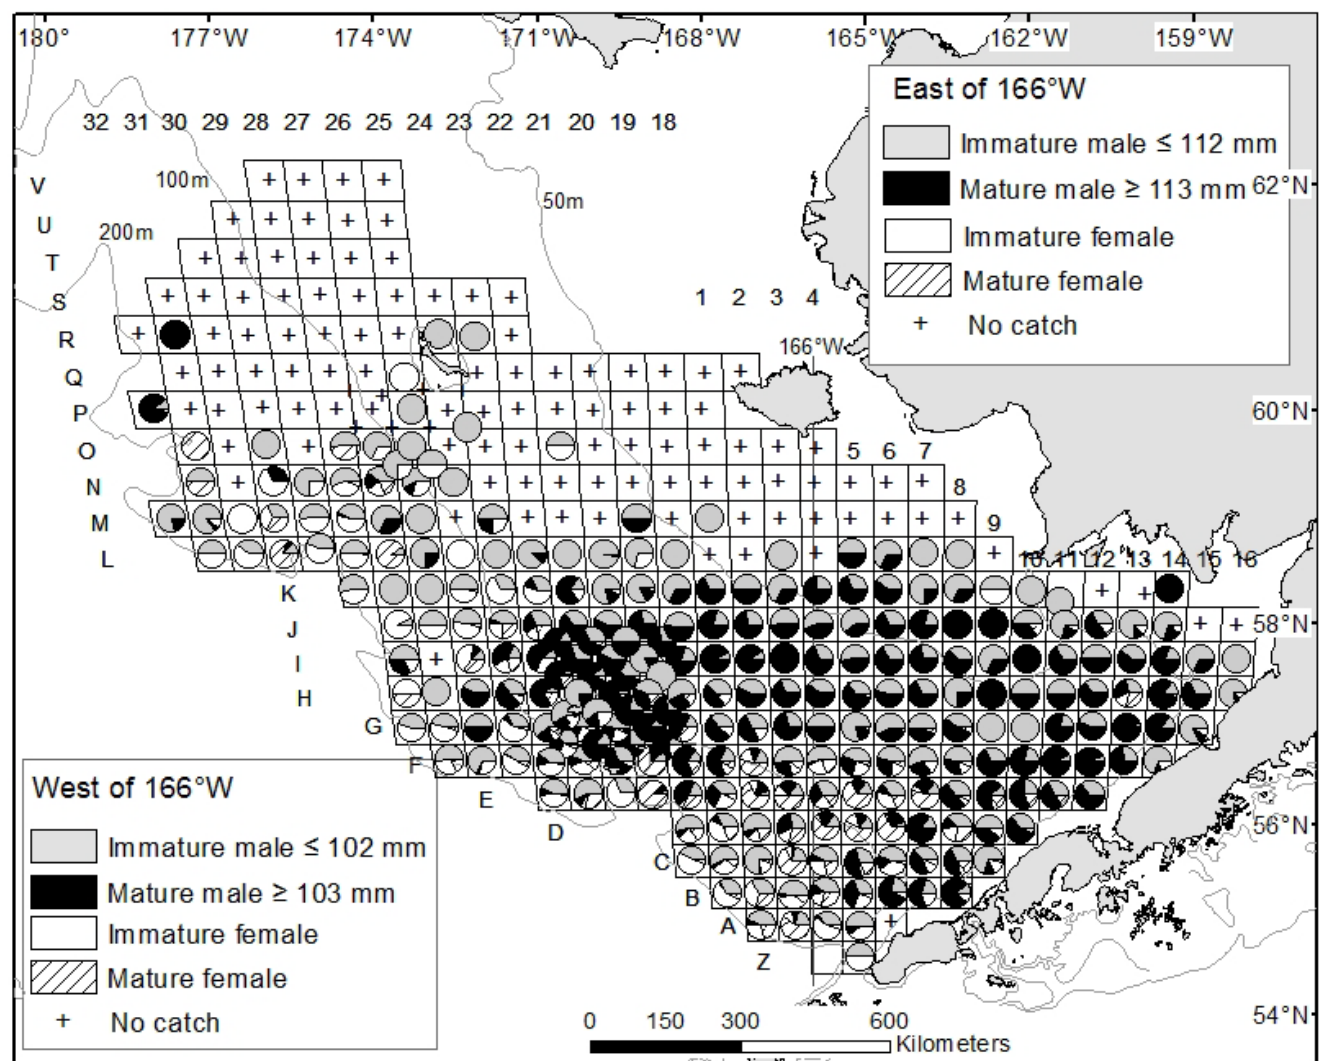 180° 177°W 174°W 171°W 168°W 165°W 162°W 159°W
East of 166°W
Immature male ≤ 112 mm
Mature male ≥ 113 mm
Immature female
Mature female
+ No catch
32 31 30 29 28 27 26 25 24 23 22 21 20 19 18
100m
50m
200m
62°N
V
U
T
S
1 2 3 4
R
166°W
Q
P
60°N
O
5 6 7
N
8
M
9
L
10 11 12 13 14 15 16
K
J
58°N
I
H
G
F
E
D
56°N
C
B
A
Z
54°N
West of 166°W
Immature male ≤ 102 mm
Mature male ≥ 103 mm
Immature female
Mature female
+ No catch
0 150 300 600
Kilometers